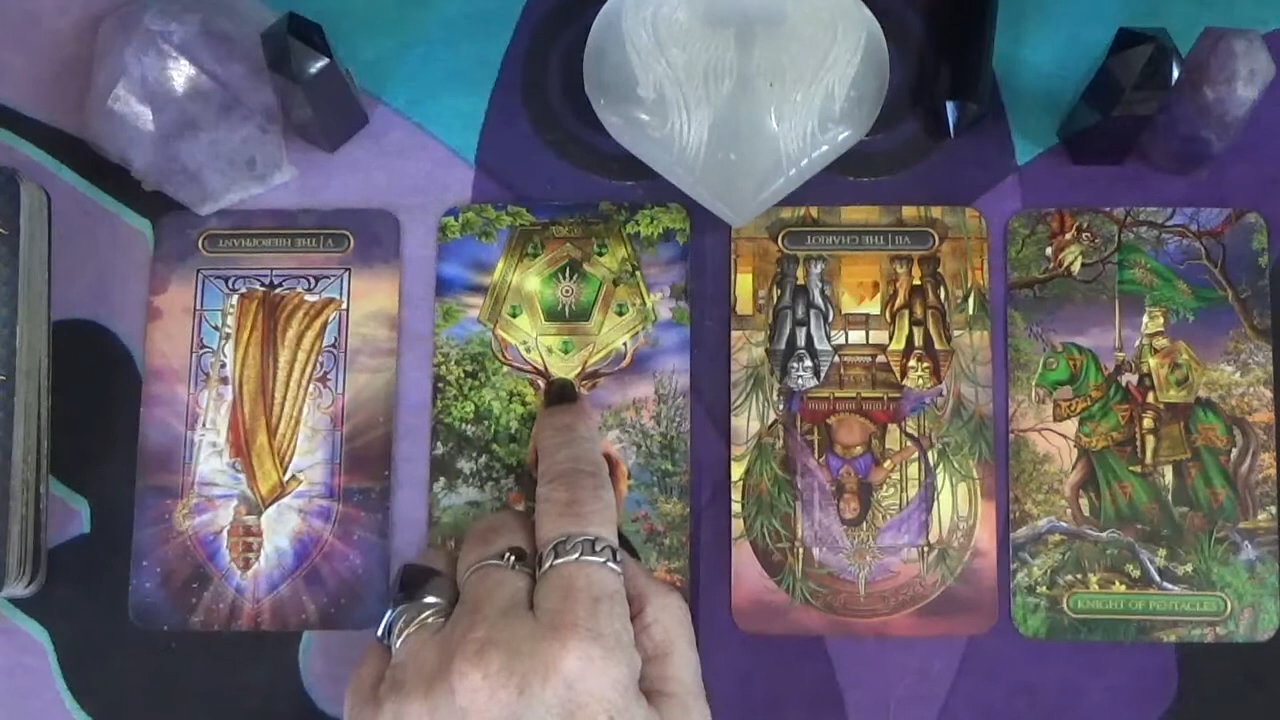 V | THE HIEROPHANT
VII | THE CHARIOT
KNIGHT OF PENTACLES